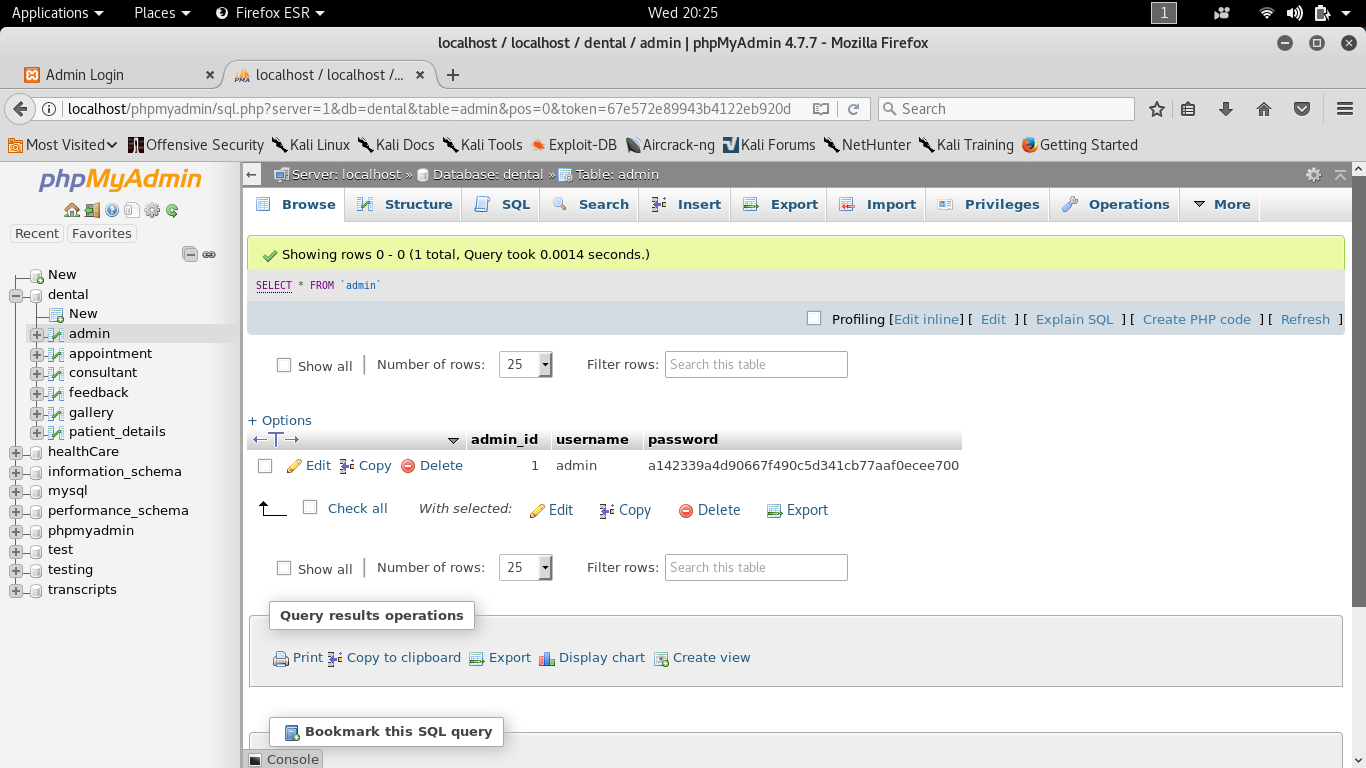 Applications Places Firefox ESR Wed 20:25 1
localhost / localhost / dental / admin | phpMyAdmin 4.7.7 - Mozilla Firefox
Admin Login localhost / localhost /...
localhost/phpmyadmin/sql.php?server=1&db=dental&table=admin&pos=0&token=67e572e89943b4122eb920d Search
Most Visited Offensive Security Kali Linux Kali Docs Kali Tools Exploit-DB Aircrack-ng Kali Forums NetHunter Kali Training Getting Started
phpMyAdmin
Recent Favorites
New
dental
New
admin
appointment
consultant
feedback
gallery
patient_details
healthCare
information_schema
mysql
performance_schema
phpmyadmin
test
testing
transcripts
Server: localhost » Database: dental » Table: admin
Browse Structure SQL Search Insert Export Import Privileges Operations More
Showing rows 0 - 0 (1 total, Query took 0.0014 seconds.)
SELECT * FROM `admin`
Profiling [Edit inline] [ Edit ] [ Explain SQL ] [ Create PHP code ] [ Refresh ]
Show all | Number of rows: 25 Filter rows: Search this table
+ Options
←T→ admin_id username password
Edit Copy Delete 1 admin a142339a4d90667f490c5d341cb77aaf0ecee700
Check all With selected: Edit Copy Delete Export
Show all | Number of rows: 25 Filter rows: Search this table
Query results operations
Print Copy to clipboard Export Display chart Create view
Bookmark this SQL query
Console